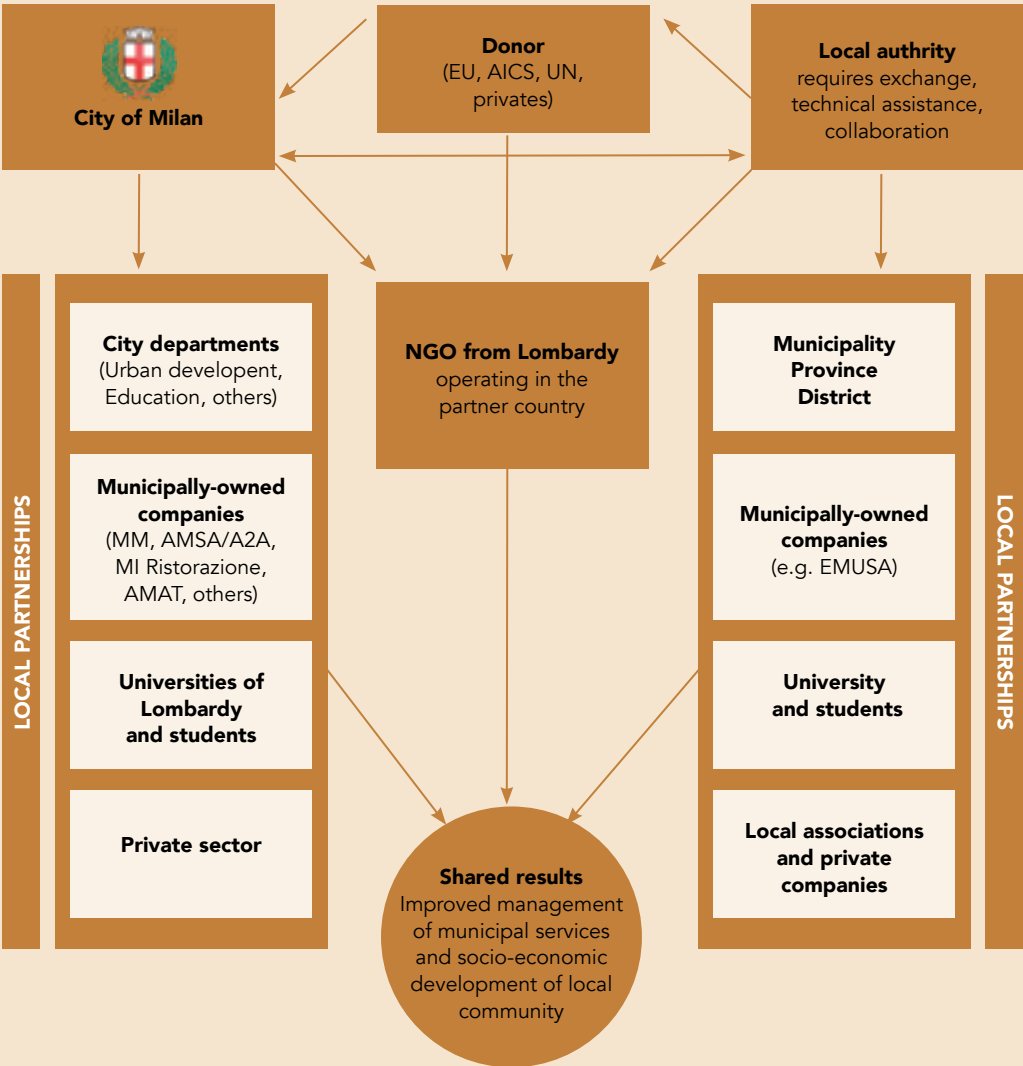 City of Milan
Donor
(EU, AICS, UN,
privates)
Local authrity
requires exchange,
technical assistance,
collaboration
LOCAL PARTNERSHIPS
City departments
(Urban developent,
Education, others)
Municipally-owned
companies
(MM, AMSA/A2A,
MI Ristorazione,
AMAT, others)
Universities of
Lombardy
and students
Private sector
NGO from Lombardy
operating in the
partner country
Shared results
Improved management
of municipal services
and socio-economic
development of local
community
Municipality
Province
District
Municipally-owned
companies
(e.g. EMUSA)
University
and students
Local associations
and private
companies
LOCAL PARTNERSHIPS